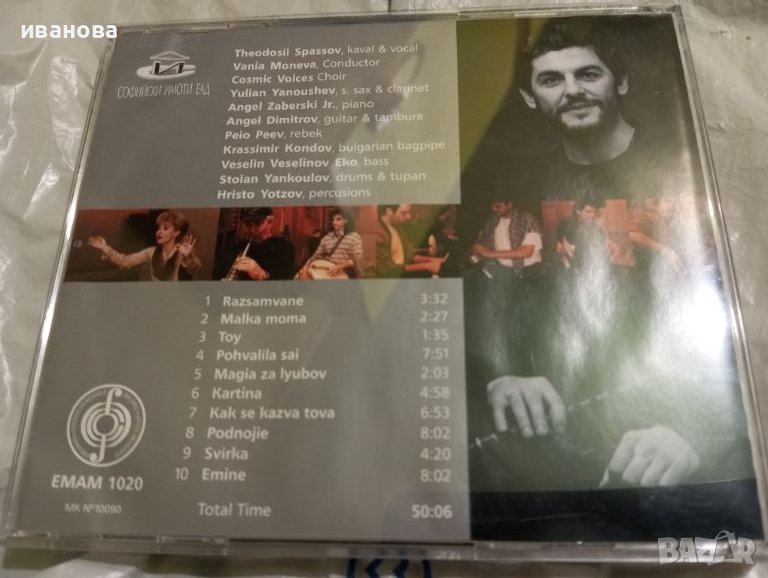 иванова
СОФИЙСКИ ИМОТИ ЕАД
Theodosii Spassov, kaval & vocal
Vania Moneva, Conductor
Cosmic Voices Choir
Yulian Yanoushev, s. sax & clarinet
Angel Zaberski Jr., piano
Angel Dimitrov, guitar & tambura
Peio Peev, rebek
Krassimir Kondov, bulgarian bagpipe
Veselin Veselinov Eko, bass
Stoian Yankoulov, drums & tupan
Hristo Yotzov, percusions
1 Razsamvane 3:32
2 Malka moma 2:27
3 Toy 1:35
4 Pohvalila sai 7:51
5 Magia za lyubov 2:03
6 Kartina 4:58
7 Kak se kazva tova 6:53
8 Podnojie 8:02
9 Svirka 4:20
10 Emine 8:02
Total Time 50:06
EMAM 1020
MK №10090
BAZAR